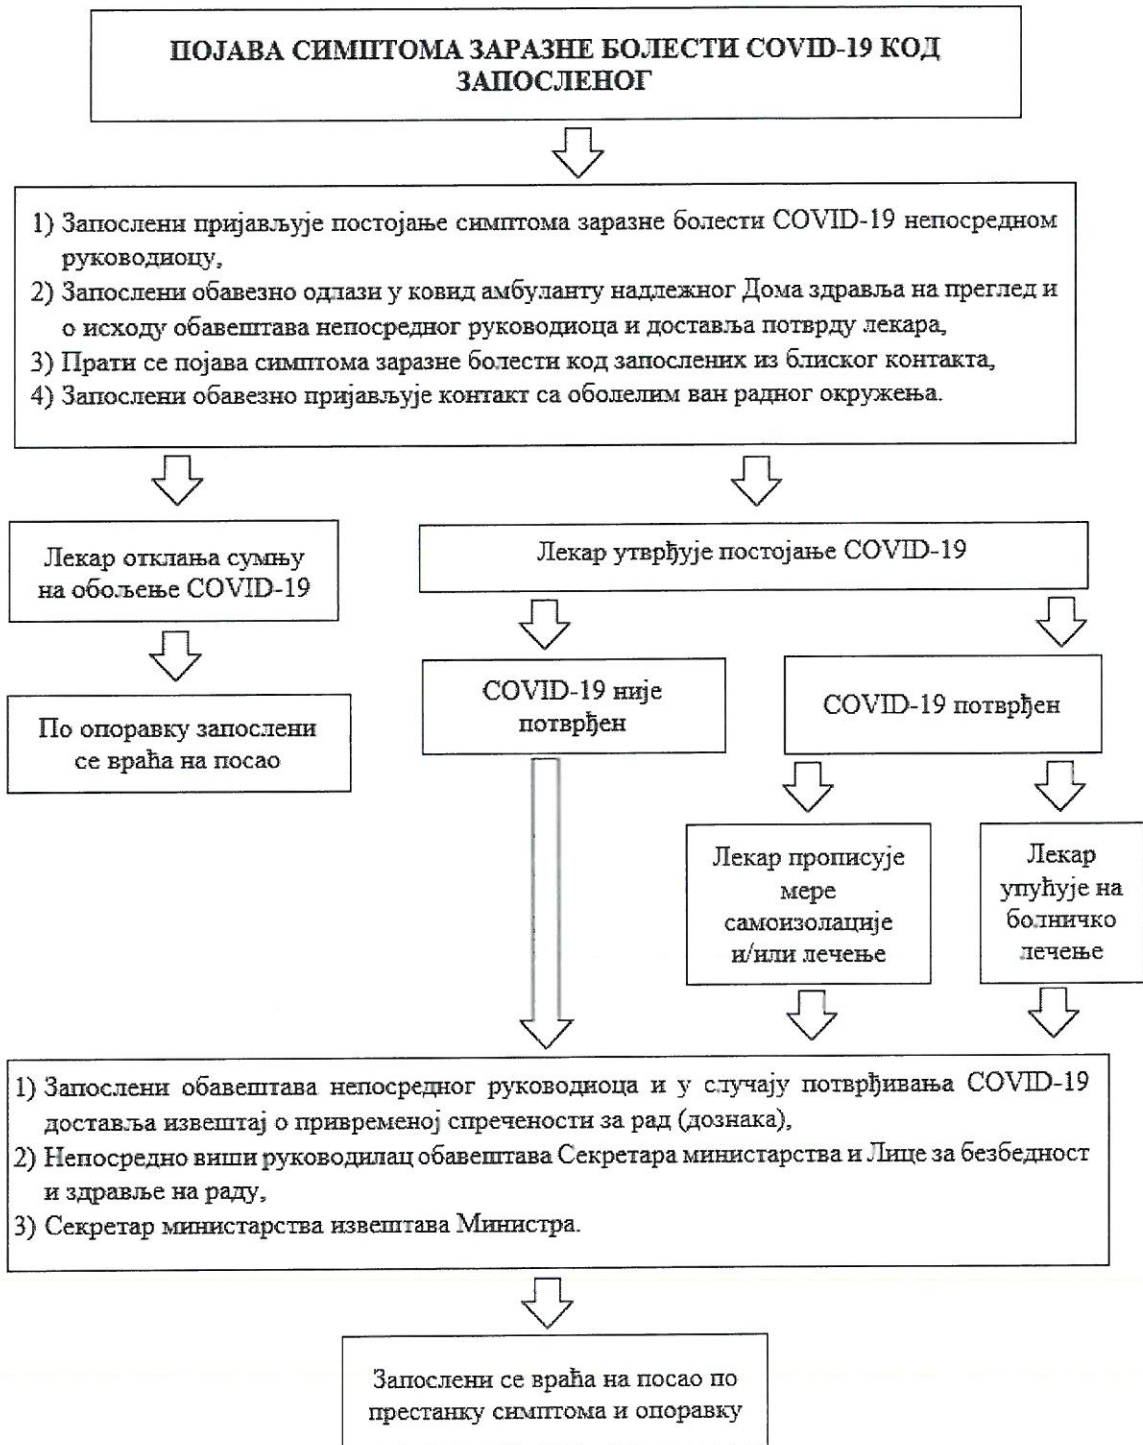 ПОЈАВА СИМПТОМА ЗАРАЗНЕ БОЛЕСТИ COVID-19 КОД
ЗАПОСЛЕНОГ
1) Запослени пријављује постојање симптома заразне болести COVID-19 непосредном
руководиоцу,
2) Запослени обавезно одлази у ковид амбуланту надлежног Дома здравља на преглед и
о исходу обавештава непосредног руководиоца и доставља потврду лекара,
3) Прати се појава симптома заразне болести код запослених из блиског контакта,
4) Запослени обавезно пријављује контакт са оболелим ван радног окружења.
Лекар отклања сумњу
на обољење COVID-19
Лекар утврђује постојање COVID-19
По опоравку запослени
се враћа на посао
COVID-19 није
потврђен
COVID-19 потврђен
Лекар прописује
мере
самоизолације
и/или лечење
Лекар
упућује на
болничко
лечење
1) Запослени обавештава непосредног руководиоца и у случају потврђивања COVID-19
доставља извештај о привременој спречености за рад (дознака),
2) Непосредно виши руководилац обавештава Секретара министарства и Лице за безбедност
и здравље на раду,
3) Секретар министарства извештава Министра.
Запослени се враћа на посао по
престанку симптома и опоравку